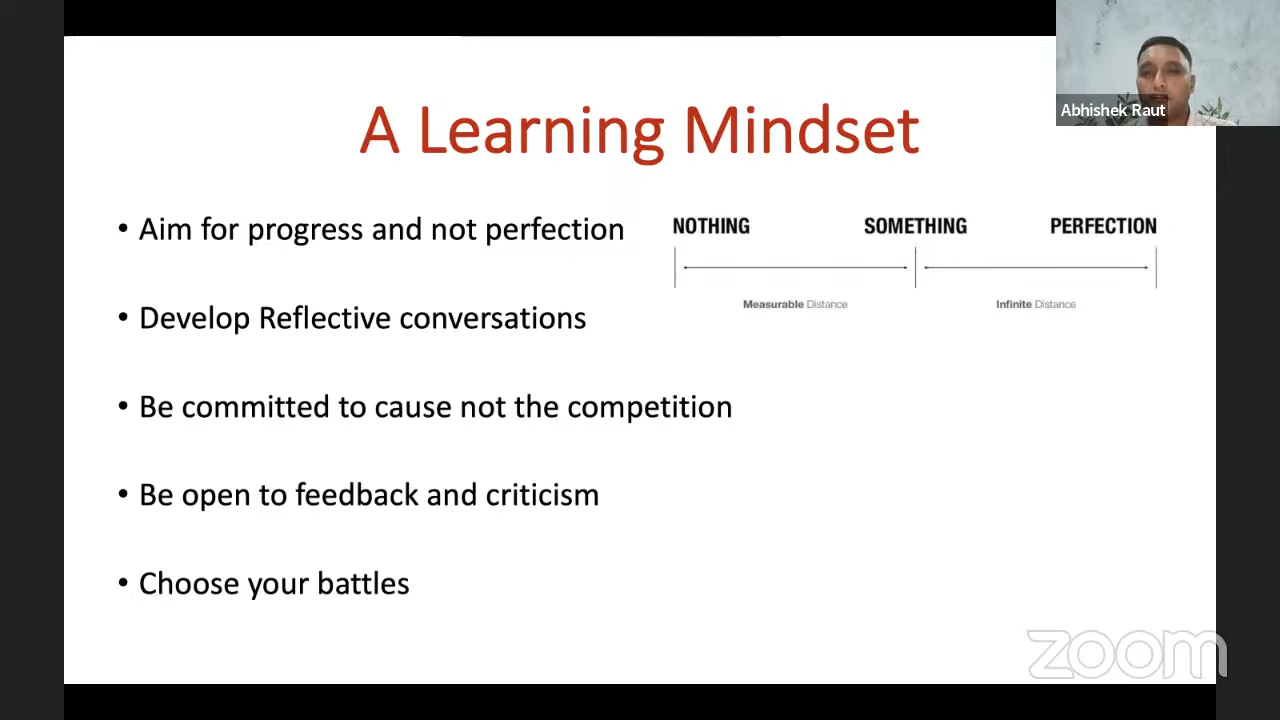 Abhishek Raut
A Learning Mindset
• Aim for progress and not perfection
NOTHING SOMETHING PERFECTION
Measurable Distance Infinite Distance
• Develop Reflective conversations
• Be committed to cause not the competition
• Be open to feedback and criticism
• Choose your battles
zoom